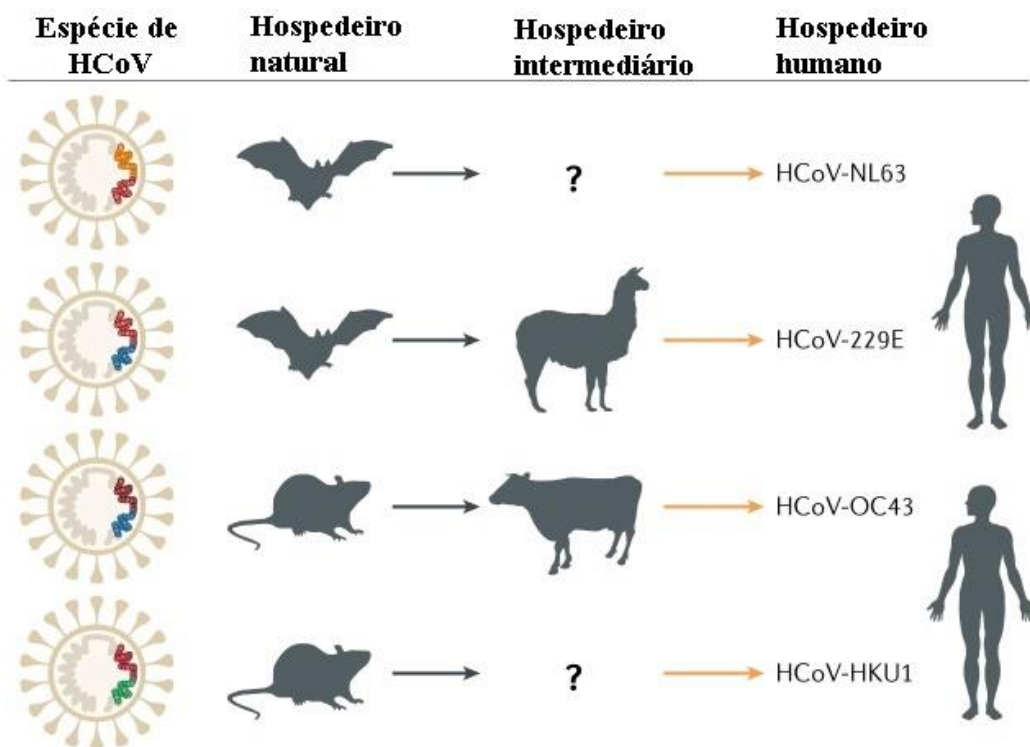 Espécie de
HCoV
Hospedeiro
natural
Hospedeiro
intermediário
Hospedeiro
humano
?
HCoV-NL63
HCoV-229E
HCoV-OC43
?
HCoV-HKU1